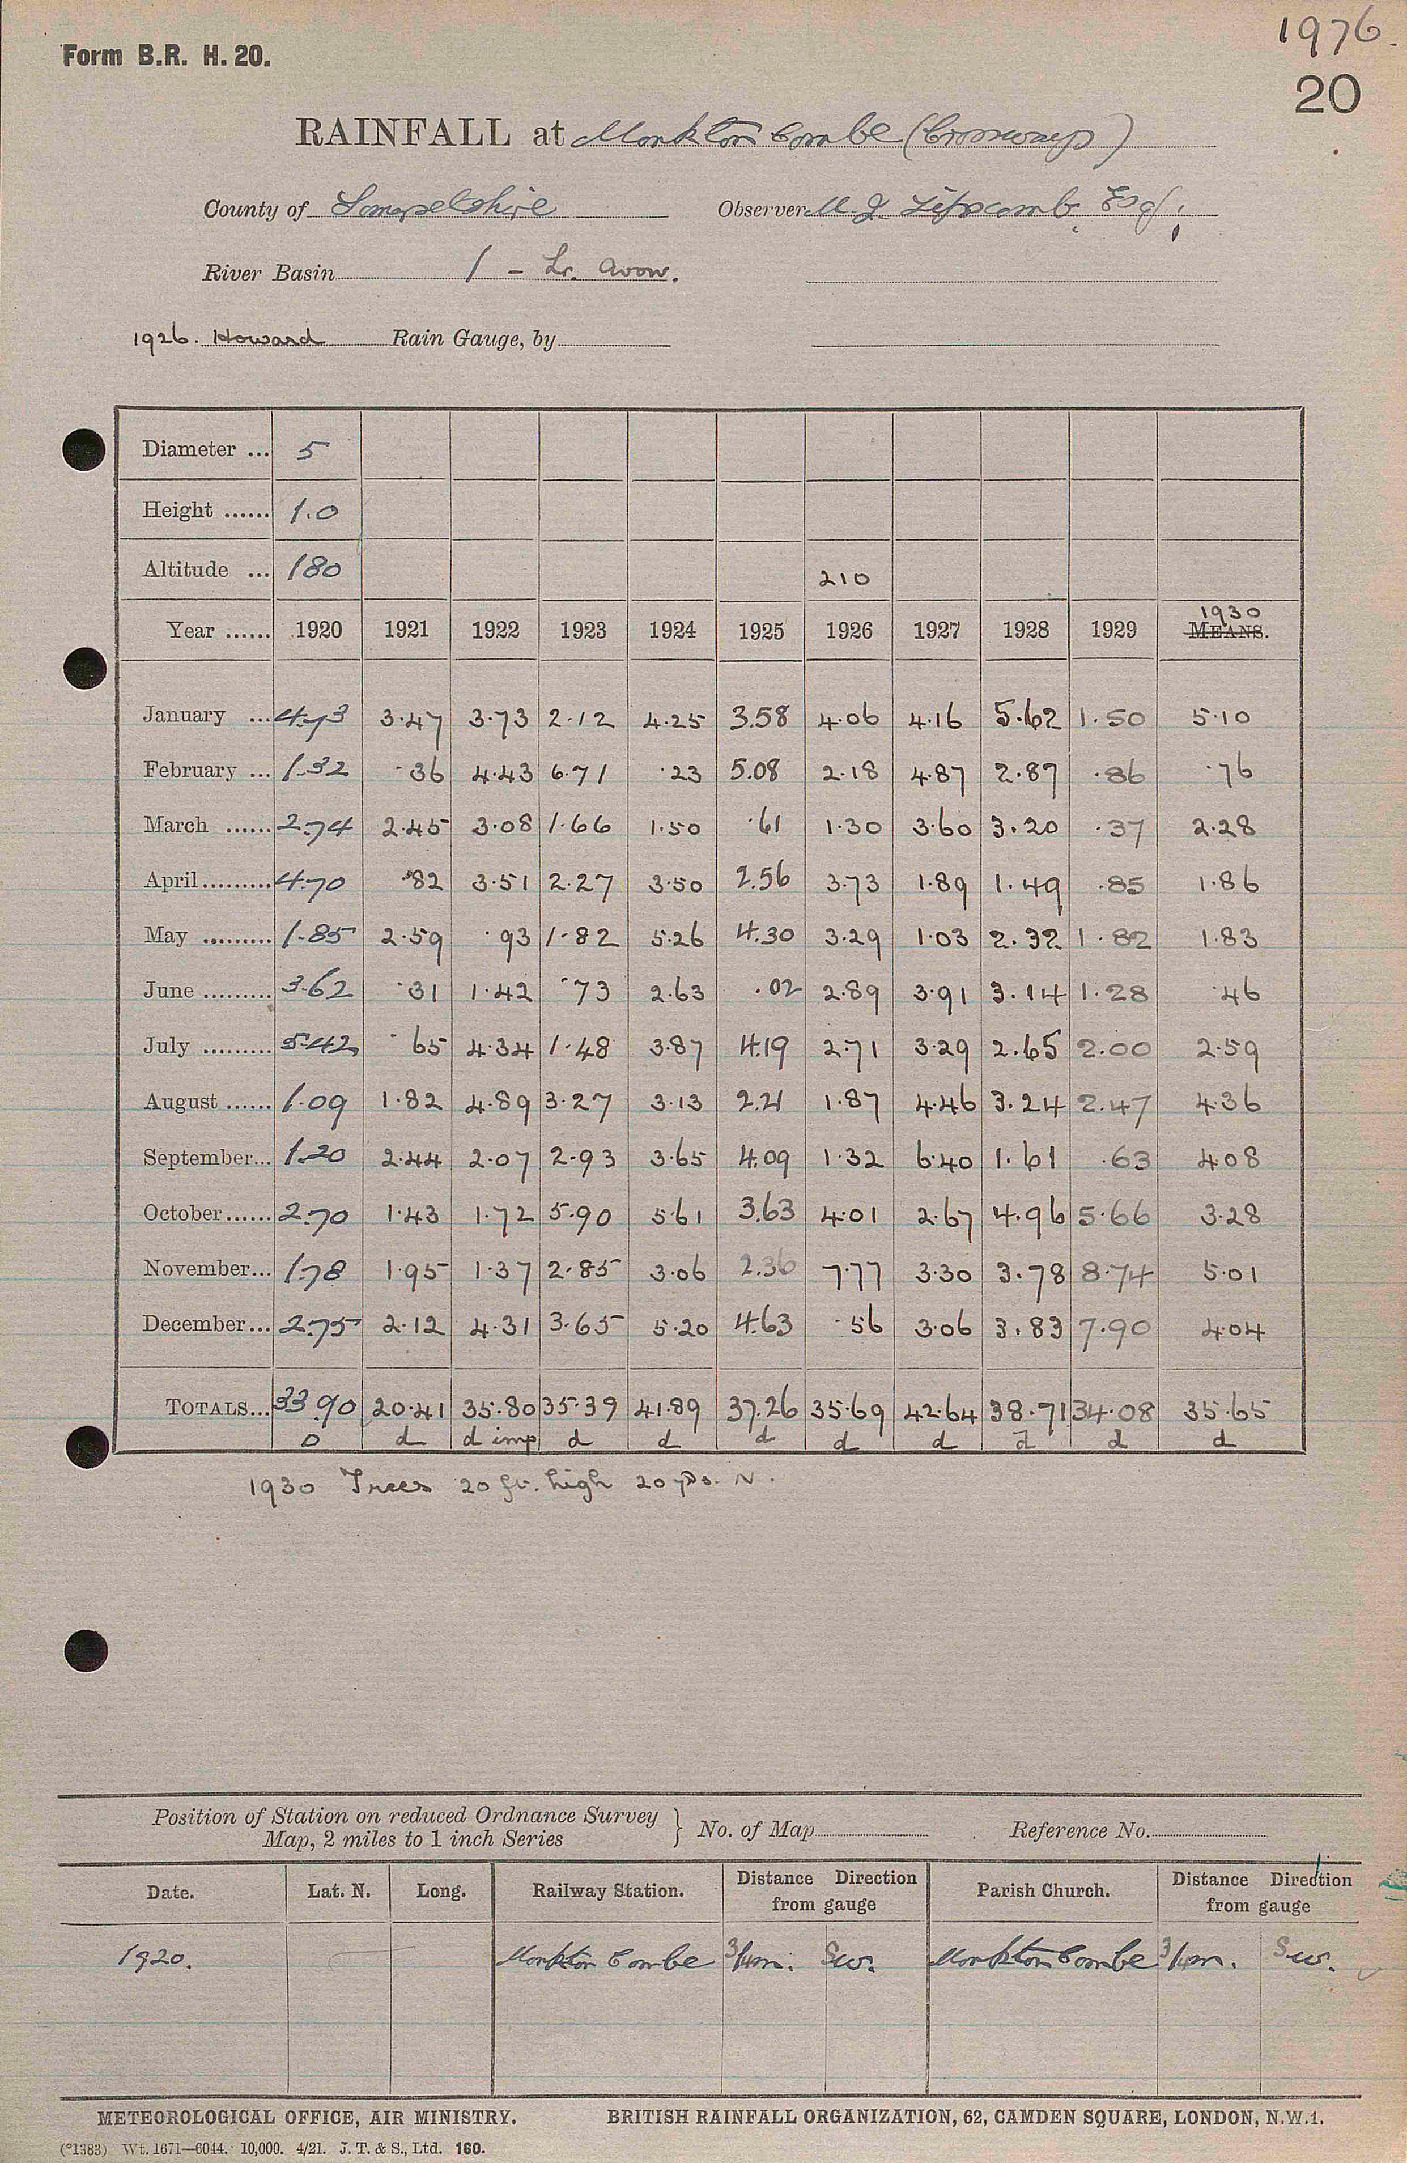 1976.
Form B.R. H. 20.
20
RAINFALL at Monkton Combe (Crossways)
County of Somersetshire Observer M. G. Lipscomb Esq.
River Basin 1 - Lr. Avon.
1926. Howard Rain Gauge, by
Diameter ... 5
Height ...... 1.0
Altitude ... 180 210
Year ...... 1920 1921 1922 1923 1924 1925 1926 1927 1928 1929 1930 MEANS.
January ... 4.73 3.47 3.73 2.12 4.25 3.58 4.06 4.16 5.62 1.50 5.10
February ... 1.32 .36 4.43 6.71 .23 5.08 2.18 4.87 2.87 .86 .76
March ...... 2.74 2.45 3.08 1.66 1.50 .61 1.30 3.60 3.20 .37 2.28
April ......... 4.70 .82 3.51 2.27 3.50 2.56 3.73 1.89 1.49 .85 1.86
May ......... 1.85 2.59 .93 1.82 5.26 4.30 3.29 1.03 2.32 1.82 1.83
June ......... 3.62 .31 1.42 .73 2.63 .02 2.89 3.91 3.14 1.28 .46
July ......... 5.42 .65 4.34 1.48 3.87 4.19 2.71 3.29 2.65 2.00 2.59
August ...... 1.09 1.82 4.89 3.27 3.13 2.21 1.87 4.46 3.24 2.47 4.36
September... 1.20 2.44 2.07 2.93 3.65 4.09 1.32 6.40 1.61 .63 4.08
October...... 2.70 1.43 1.72 5.90 5.61 3.63 4.01 2.67 4.96 5.66 3.28
November... 1.78 1.95 1.37 2.85 3.06 2.36 7.77 3.30 3.78 8.74 5.01
December... 2.75 2.12 4.31 3.65 5.20 4.63 .56 3.06 3.83 7.90 4.04
TOTALS... 33.90 20.41 35.80 35.39 41.89 37.26 35.69 42.64 38.71 34.08 35.65
D d d imp d d d d d d d d
1930 Trees 20 ft. high 20 yds. N.
Position of Station on reduced Ordnance Survey
Map, 2 miles to 1 inch Series } No. of Map Reference No.
Date. Lat. N. Long. Railway Station. Distance Direction from gauge Parish Church. Distance Direction from gauge
1920. Monkton Combe 3/4 m. SW. Monkton Combe 3/4 m. SW.
METEOROLOGICAL OFFICE, AIR MINISTRY. BRITISH RAINFALL ORGANIZATION, 62, CAMDEN SQUARE, LONDON, N.W.1.
(*1383) Wt. 1671—6044. 10,000. 4/21. J. T. & S., Ltd. 160.